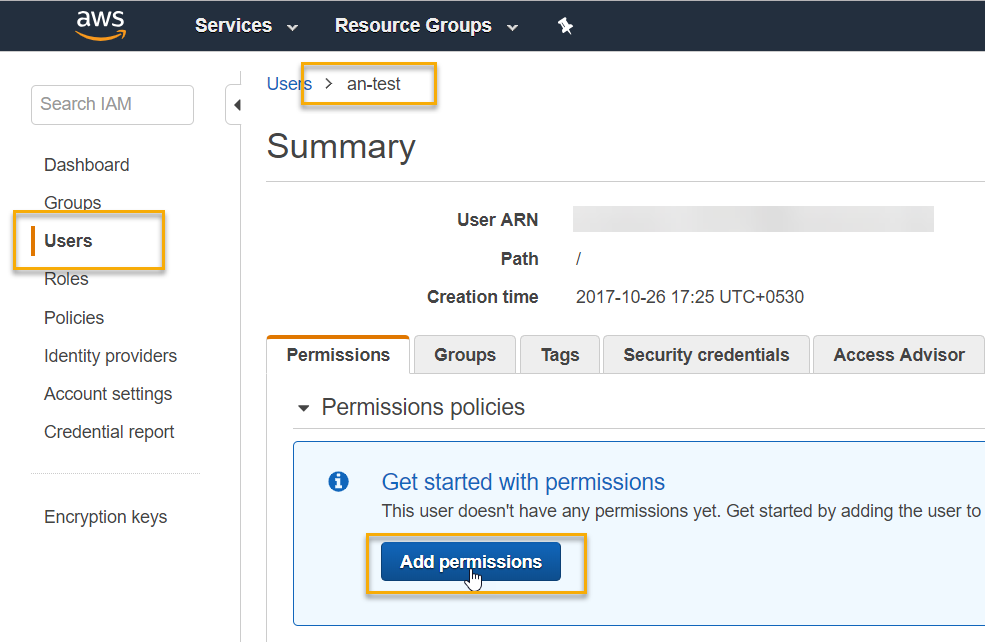 aws Services Resource Groups
Users > an-test
Search IAM
Summary
Dashboard
Groups
Users
Roles
Policies
Identity providers
Account settings
Credential report
Encryption keys
User ARN
Path /
Creation time 2017-10-26 17:25 UTC+0530
Permissions Groups Tags Security credentials Access Advisor
Permissions policies
Get started with permissions
This user doesn't have any permissions yet. Get started by adding the user to
Add permissions